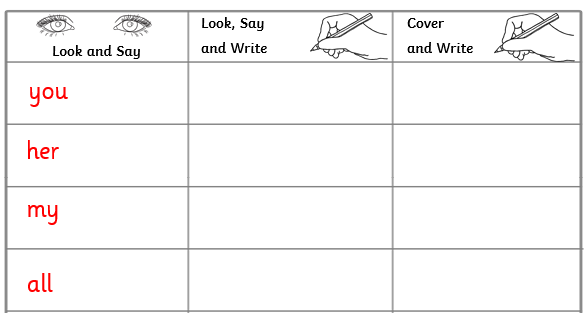 Look and Say
Look, Say
and Write
Cover
and Write
you
her
my
all